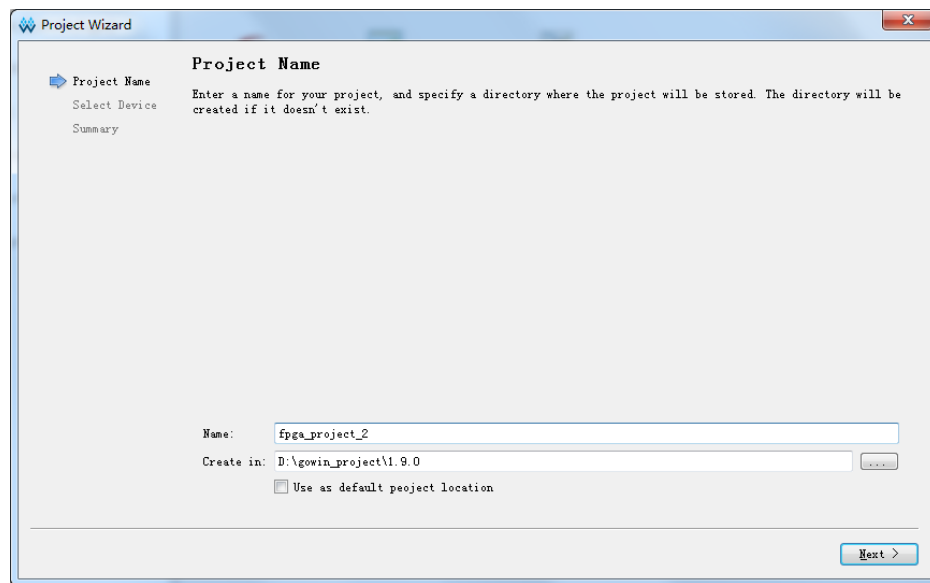 Project Wizard
Project Name
Select Device
Summary
Project Name
Enter a name for your project, and specify a directory where the project will be stored. The directory will be
created if it doesn't exist.
Name: fpga_project_2
Create in: D:\gowin_project\1.9.0 ...
Use as default peoject location
Next >